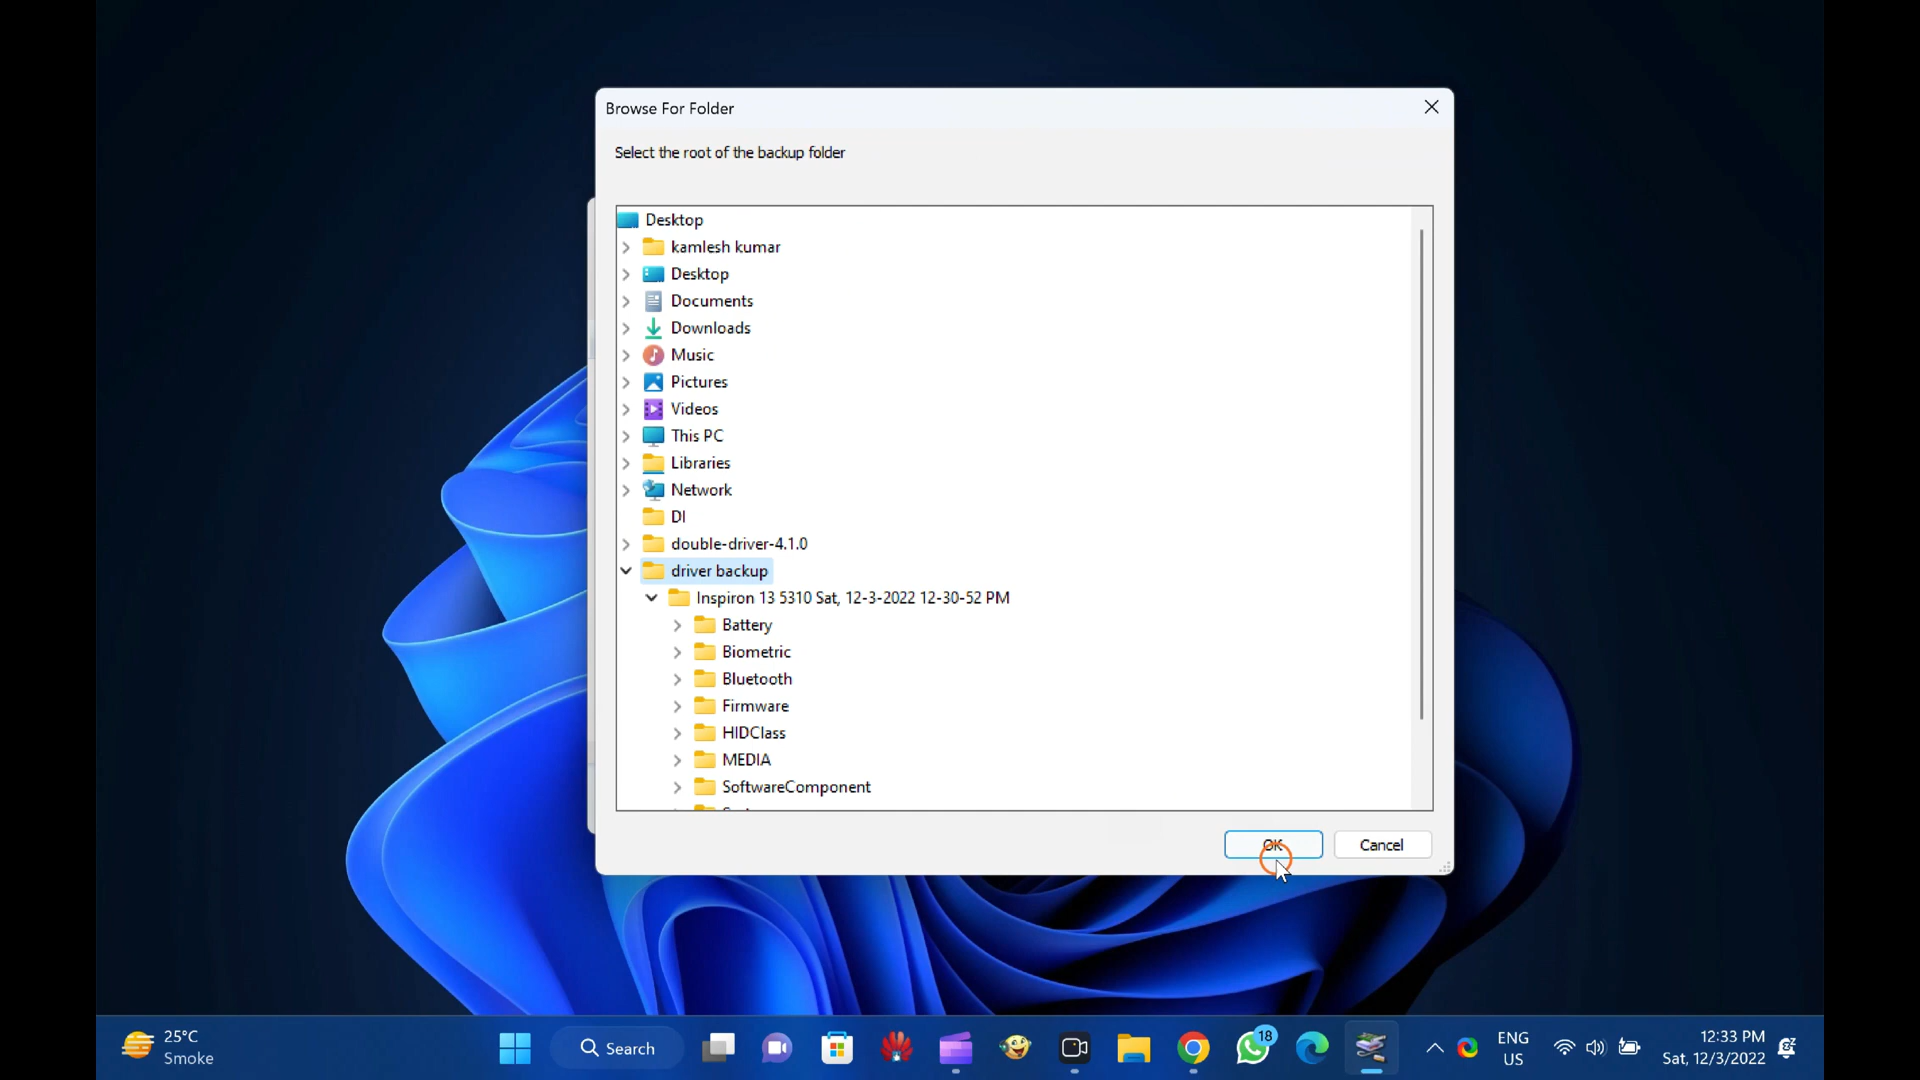 Browse For Folder
Select the root of the backup folder
Desktop
kamlesh kumar
Desktop
Documents
Downloads
Music
Pictures
Videos
This PC
Libraries
Network
DI
double-driver-4.1.0
driver backup
Inspiron 13 5310 Sat, 12-3-2022 12-30-52 PM
Battery
Biometric
Bluetooth
Firmware
HIDClass
MEDIA
SoftwareComponent
OK Cancel
25°C
Smoke
Search
18
ENG
US
12:33 PM
Sat, 12/3/2022